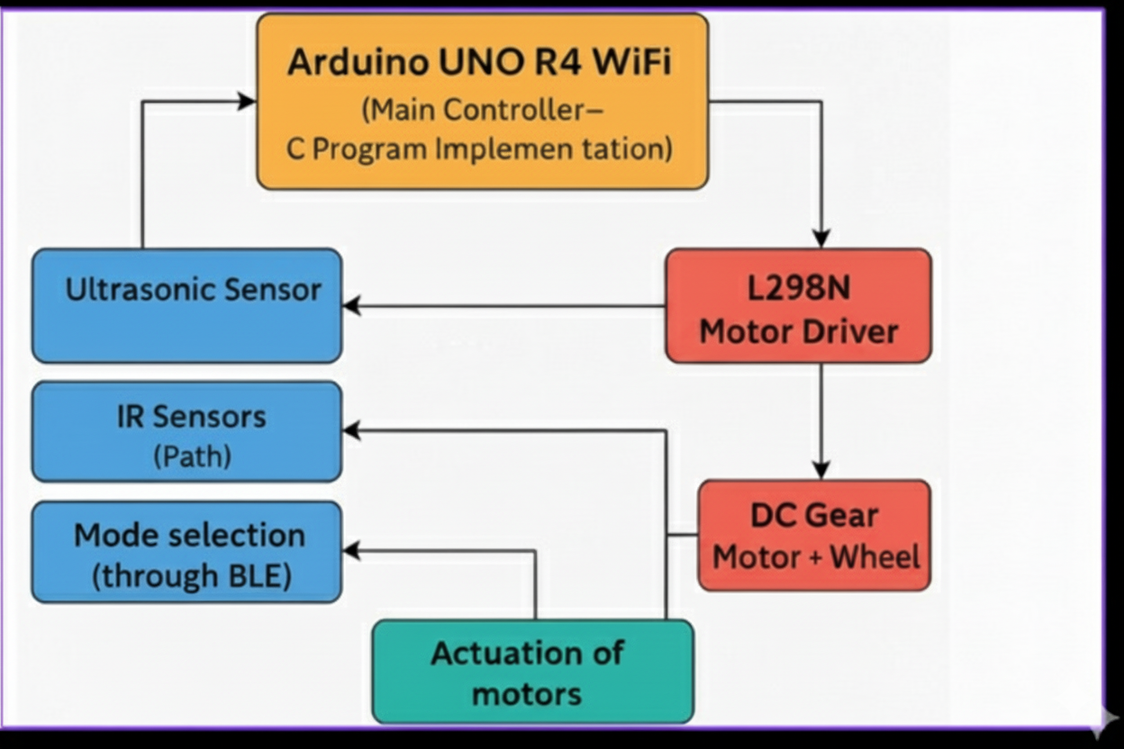 Arduino UNO R4 WiFi
(Main Controller–
C Program Implemen tation)
Ultrasonic Sensor
L298N
Motor Driver
IR Sensors
(Path)
DC Gear
Motor + Wheel
Mode selection
(through BLE)
Actuation of
motors